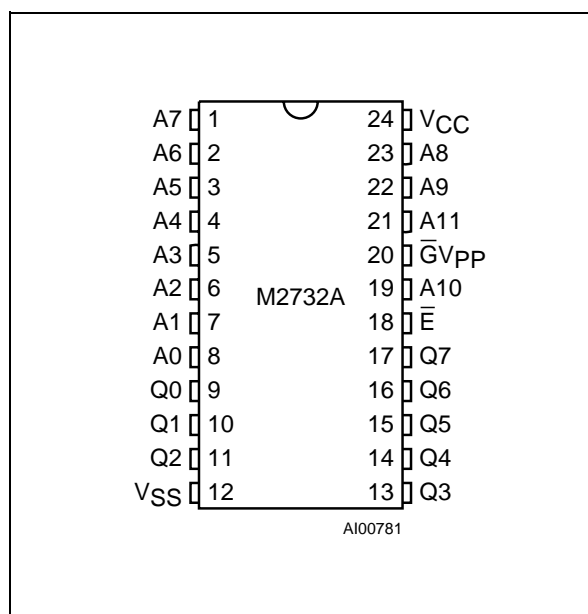 A7 1 24 VCC
A6 2 23 A8
A5 3 22 A9
A4 4 21 A11
A3 5 20 G̅VPP
A2 6 19 A10
M2732A
A1 7 18 E̅
A0 8 17 Q7
Q0 9 16 Q6
Q1 10 15 Q5
Q2 11 14 Q4
VSS 12 13 Q3
AI00781